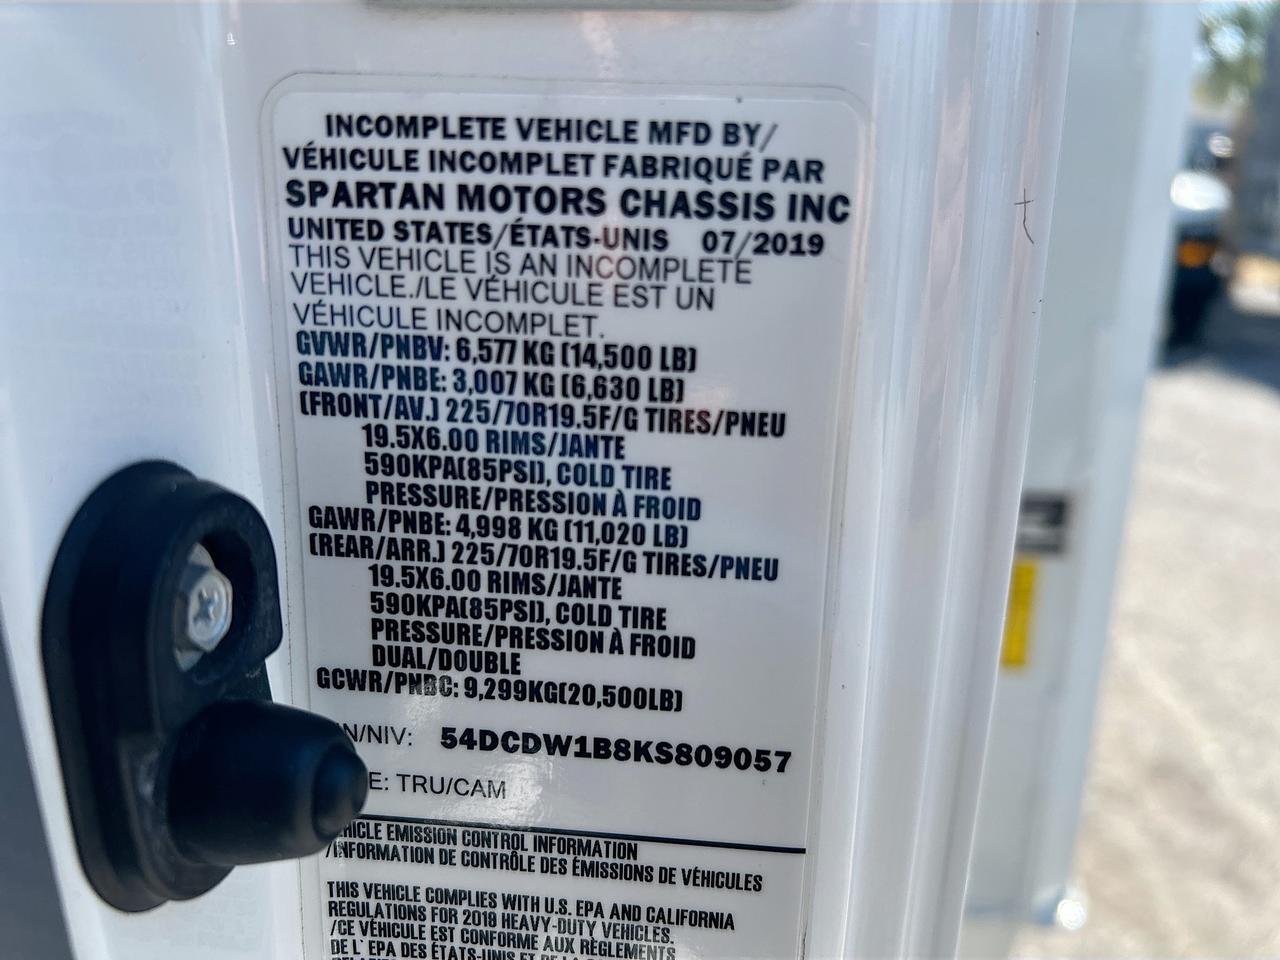 INCOMPLETE VEHICLE MFD BY/
VÉHICULE INCOMPLET FABRIQUÉ PAR
SPARTAN MOTORS CHASSIS INC
UNITED STATES/ÉTATS-UNIS 07/2019
THIS VEHICLE IS AN INCOMPLETE
VEHICLE./LE VÉHICULE EST UN
VÉHICULE INCOMPLET.
GVWR/PNBV: 6,577 KG (14,500 LB)
GAWR/PNBE: 3,007 KG (6,630 LB)
(FRONT/AV.) 225/70R19.5F/G TIRES/PNEU
19.5X6.00 RIMS/JANTE
590KPA(85PSI), COLD TIRE
PRESSURE/PRESSION À FROID
GAWR/PNBE: 4,998 KG (11,020 LB)
(REAR/ARR.) 225/70R19.5F/G TIRES/PNEU
19.5X6.00 RIMS/JANTE
590KPA(85PSI), COLD TIRE
PRESSURE/PRESSION À FROID
DUAL/DOUBLE
GCWR/PNBC: 9,299KG(20,500LB)
N/NIV: 54DCDW1B8KS809057
E: TRU/CAM
HICLE EMISSION CONTROL INFORMATION
/INFORMATION DE CONTRÔLE DES ÉMISSIONS DE VÉHICULES
THIS VEHICLE COMPLIES WITH U.S. EPA AND CALIFORNIA
REGULATIONS FOR 2018 HEAVY-DUTY VEHICLES.
/CE VÉHICULE EST CONFORME AUX RÈGLEMENTS
DE L' EPA DES ÉTATS-UNIS ET DE LA